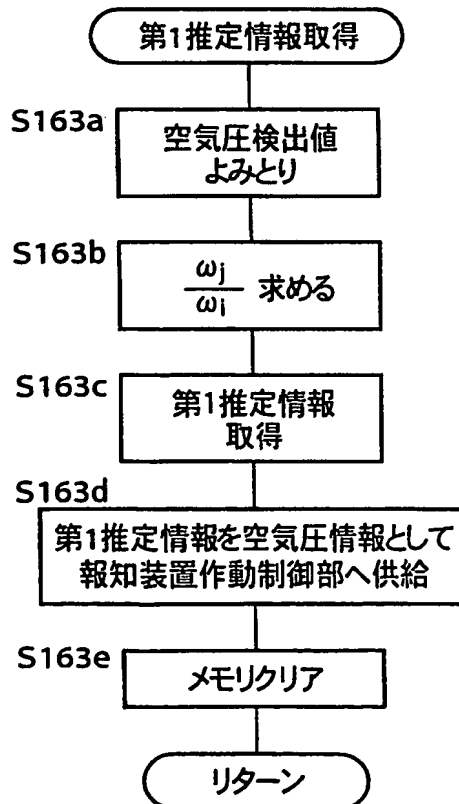 第1推定情報取得
S163a
空気圧検出値
よみとり
S163b
ωj/ωi 求める
S163c
第1推定情報
取得
S163d
第1推定情報を空気圧情報として
報知装置作動制御部へ供給
S163e
メモリクリア
リターン